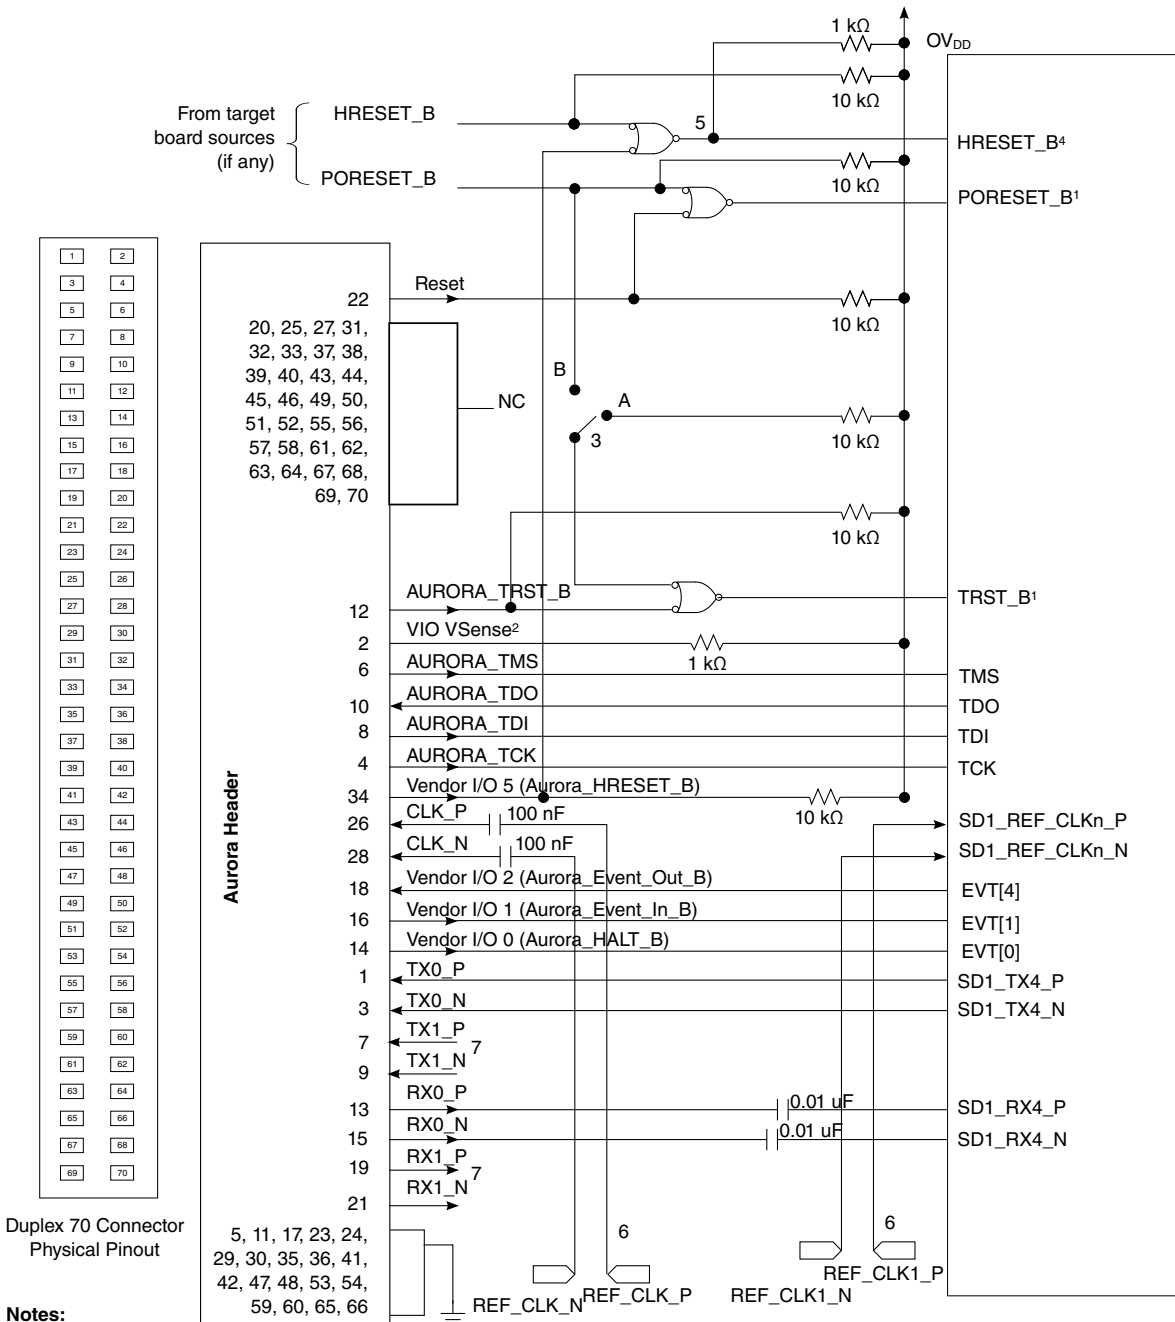 1 kΩ
OVDD
10 kΩ
From target
board sources
(if any)
HRESET_B
5
HRESET_B4
PORESET_B
10 kΩ
PORESET_B1
Reset
22
10 kΩ
20, 25, 27, 31,
32, 33, 37, 38,
39, 40, 43, 44,
45, 46, 49, 50,
51, 52, 55, 56,
57, 58, 61, 62,
63, 64, 67, 68,
69, 70
NC
B
A
3
10 kΩ
10 kΩ
AURORA_TRST_B
12
TRST_B1
VIO VSense2
2
1 kΩ
AURORA_TMS
6
TMS
AURORA_TDO
10
TDO
AURORA_TDI
8
TDI
AURORA_TCK
4
TCK
Vendor I/O 5 (Aurora_HRESET_B)
34
10 kΩ
CLK_P
100 nF
26
SD1_REF_CLKn_P
CLK_N
100 nF
28
SD1_REF_CLKn_N
Vendor I/O 2 (Aurora_Event_Out_B)
18
EVT[4]
Vendor I/O 1 (Aurora_Event_In_B)
16
EVT[1]
Vendor I/O 0 (Aurora_HALT_B)
14
EVT[0]
TX0_P
1
SD1_TX4_P
TX0_N
3
SD1_TX4_N
TX1_P
7
7
TX1_N
9
RX0_P
13
0.01 uF
SD1_RX4_P
RX0_N
15
0.01 uF
SD1_RX4_N
RX1_P
19
7
RX1_N
21
5, 11, 17, 23, 24,
29, 30, 35, 36, 41,
42, 47, 48, 53, 54,
59, 60, 65, 66
6
6
REF_CLK_N
REF_CLK_P
REF_CLK1_N
REF_CLK1_P
Aurora Header
1 2
3 4
5 6
7 8
9 10
11 12
13 14
15 16
17 18
19 20
21 22
23 24
25 26
27 28
29 30
31 32
33 34
35 36
37 38
39 40
41 42
43 44
45 46
47 48
49 50
51 52
53 54
55 56
57 58
59 60
61 62
63 64
65 66
67 68
69 70
Duplex 70 Connector
Physical Pinout
Notes: